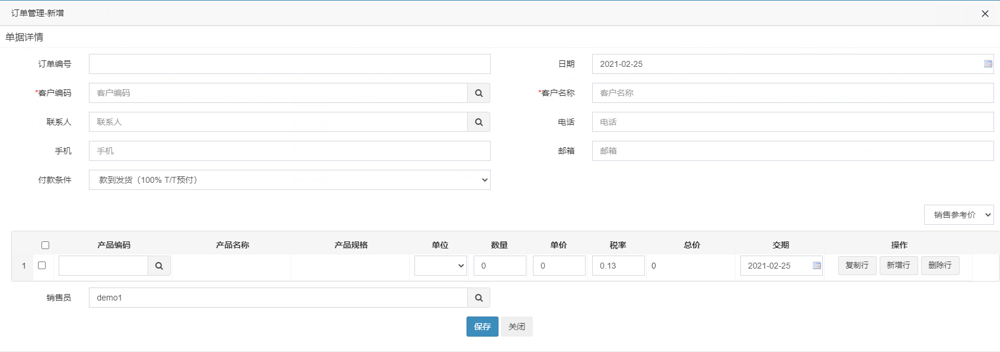 订单管理-新增
单据详情
订单编号 日期 2021-02-25
*客户编码 客户编码 *客户名称 客户名称
联系人 联系人 电话 电话
手机 手机 邮箱 邮箱
付款条件 款到发货（100% T/T预付）
销售参考价
产品编码 产品名称 产品规格 单位 数量 单价 税率 总价 交期 操作
1 0 0 0.13 0 2021-02-25 复制行 新增行 删除行
销售员 demo1
保存 关闭